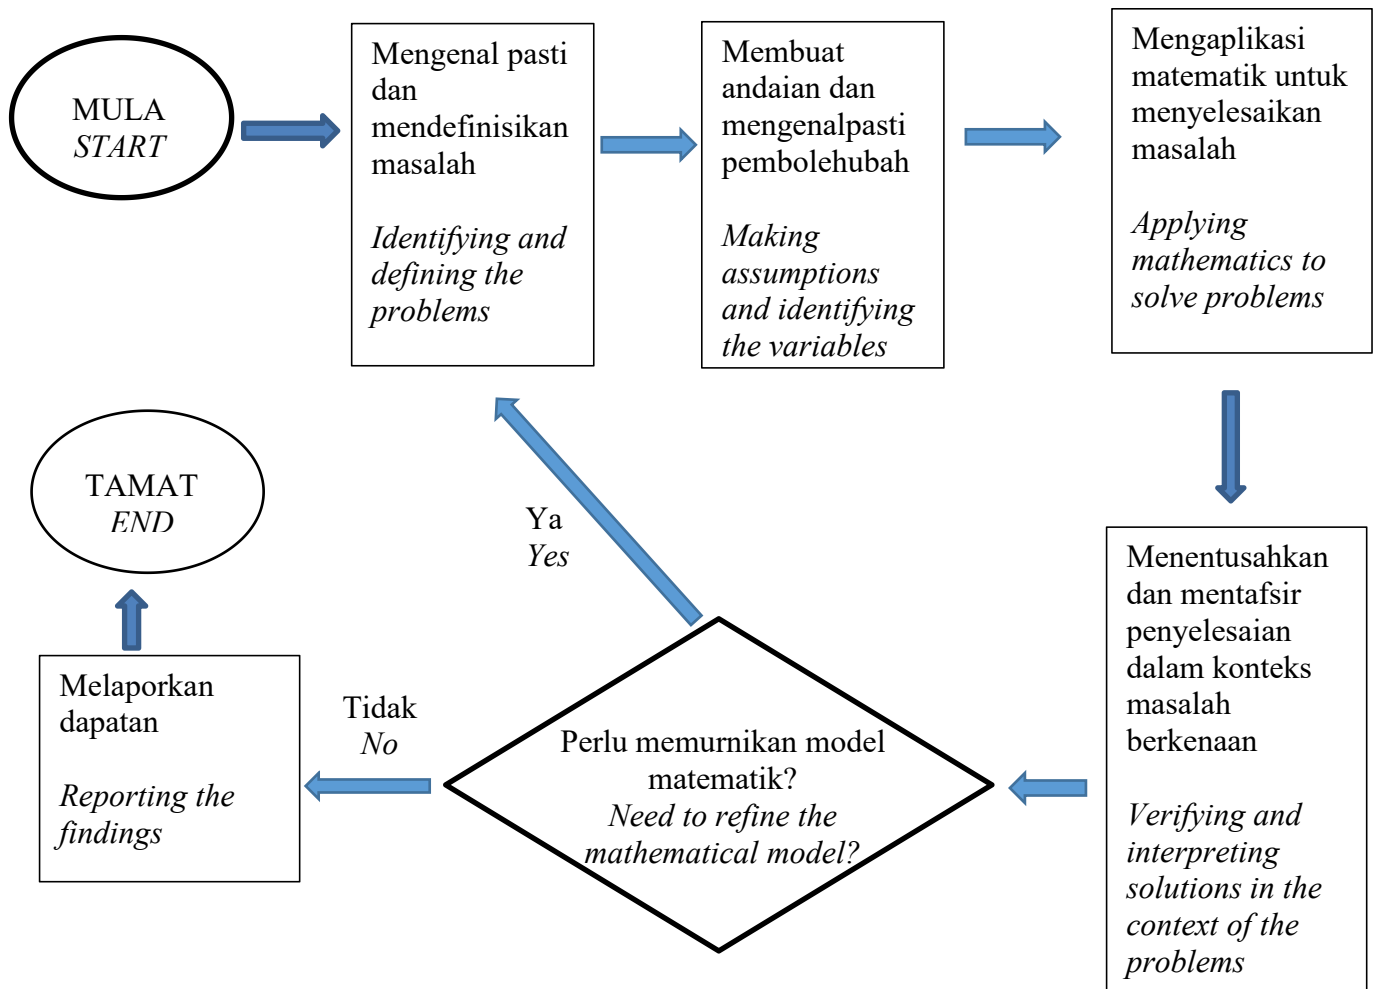 MULA
START
Mengenal pasti
dan
mendefinisikan
masalah
Identifying and
defining the
problems
Membuat
andaian dan
mengenalpasti
pembolehubah
Making
assumptions
and identifying
the variables
Mengaplikasi
matematik untuk
menyelesaikan
masalah
Applying
mathematics to
solve problems
Menentusahkan
dan mentafsir
penyelesaian
dalam konteks
masalah
berkenaan
Verifying and
interpreting
solutions in the
context of the
problems
Perlu memurnikan model
matematik?
Need to refine the
mathematical model?
Ya
Yes
Tidak
No
Melaporkan
dapatan
Reporting the
findings
TAMAT
END